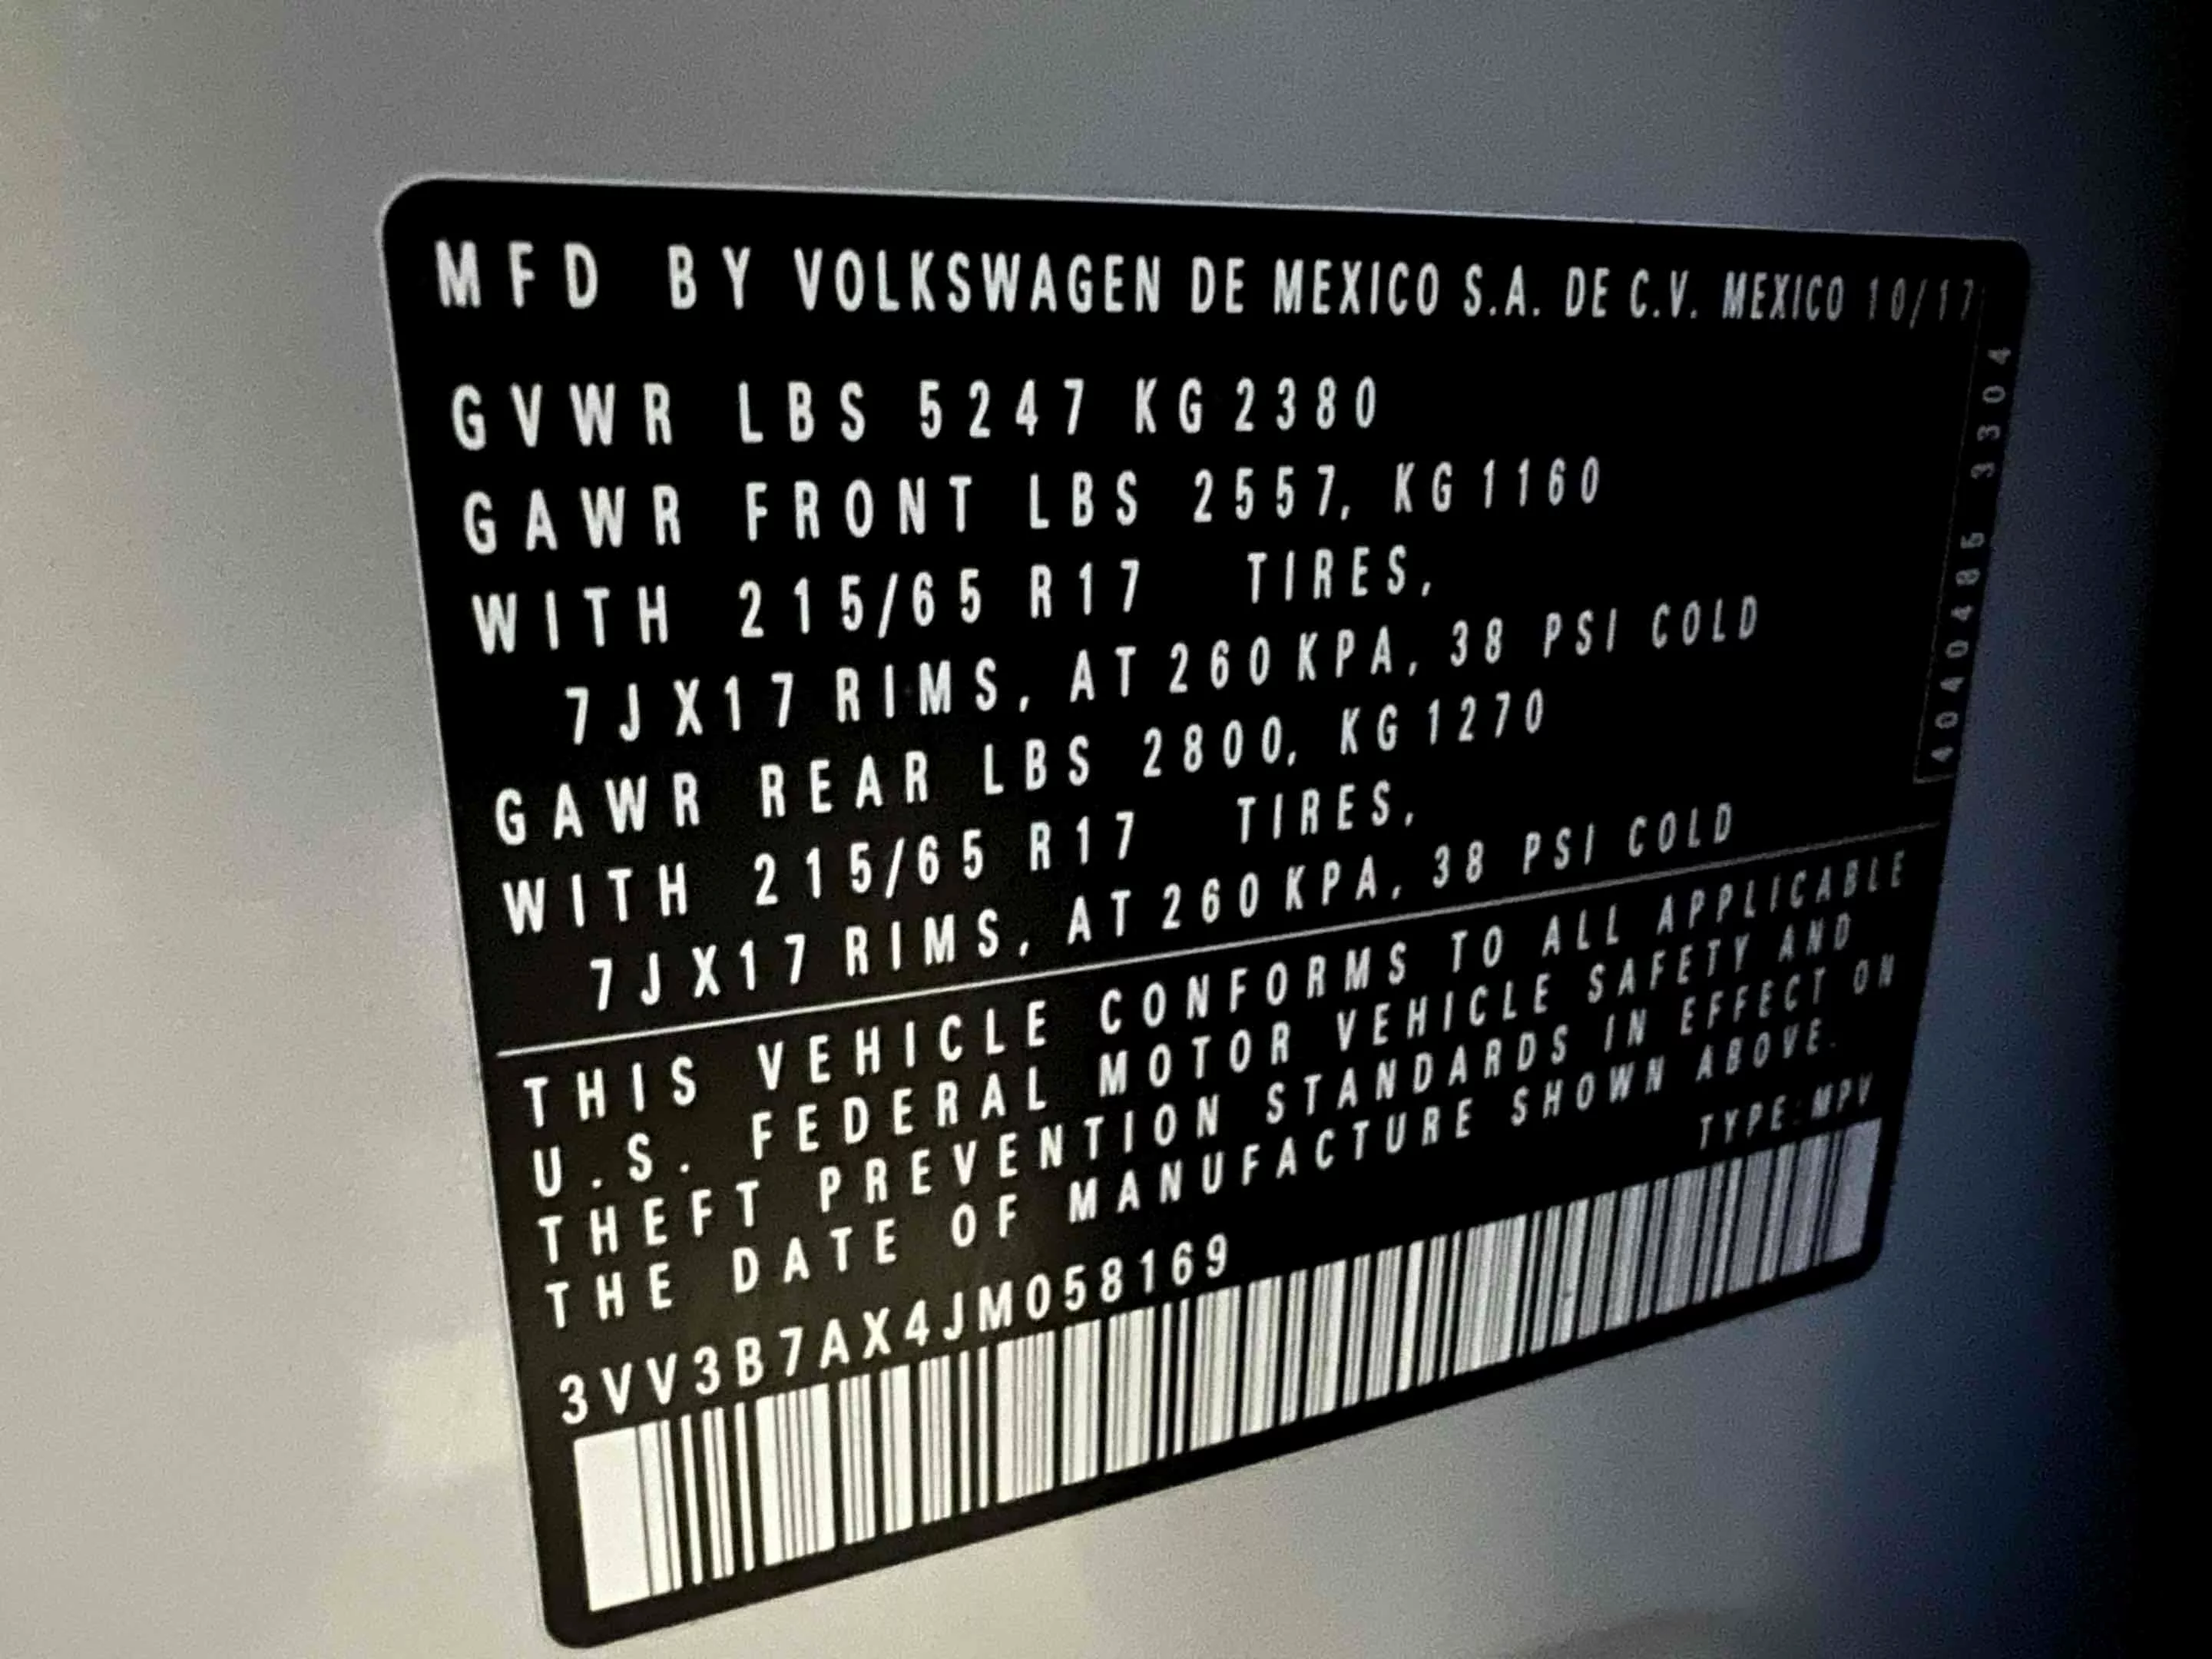 MFD BY VOLKSWAGEN DE MEXICO S.A. DE C.V. MEXICO 10/17
GVWR LBS 5247 KG 2380
GAWR FRONT LBS 2557, KG 1160
WITH 215/65 R17 TIRES,
7JX17 RIMS, AT 260 KPA, 38 PSI COLD
GAWR REAR LBS 2800, KG 1270
WITH 215/65 R17 TIRES,
7JX17 RIMS, AT 260 KPA, 38 PSI COLD
THIS VEHICLE CONFORMS TO ALL APPLICABLE
U.S. FEDERAL MOTOR VEHICLE SAFETY AND
THEFT PREVENTION STANDARDS IN EFFECT ON
THE DATE OF MANUFACTURE SHOWN ABOVE.
TYPE: MPV
3VV3B7AX4JM058169
3304